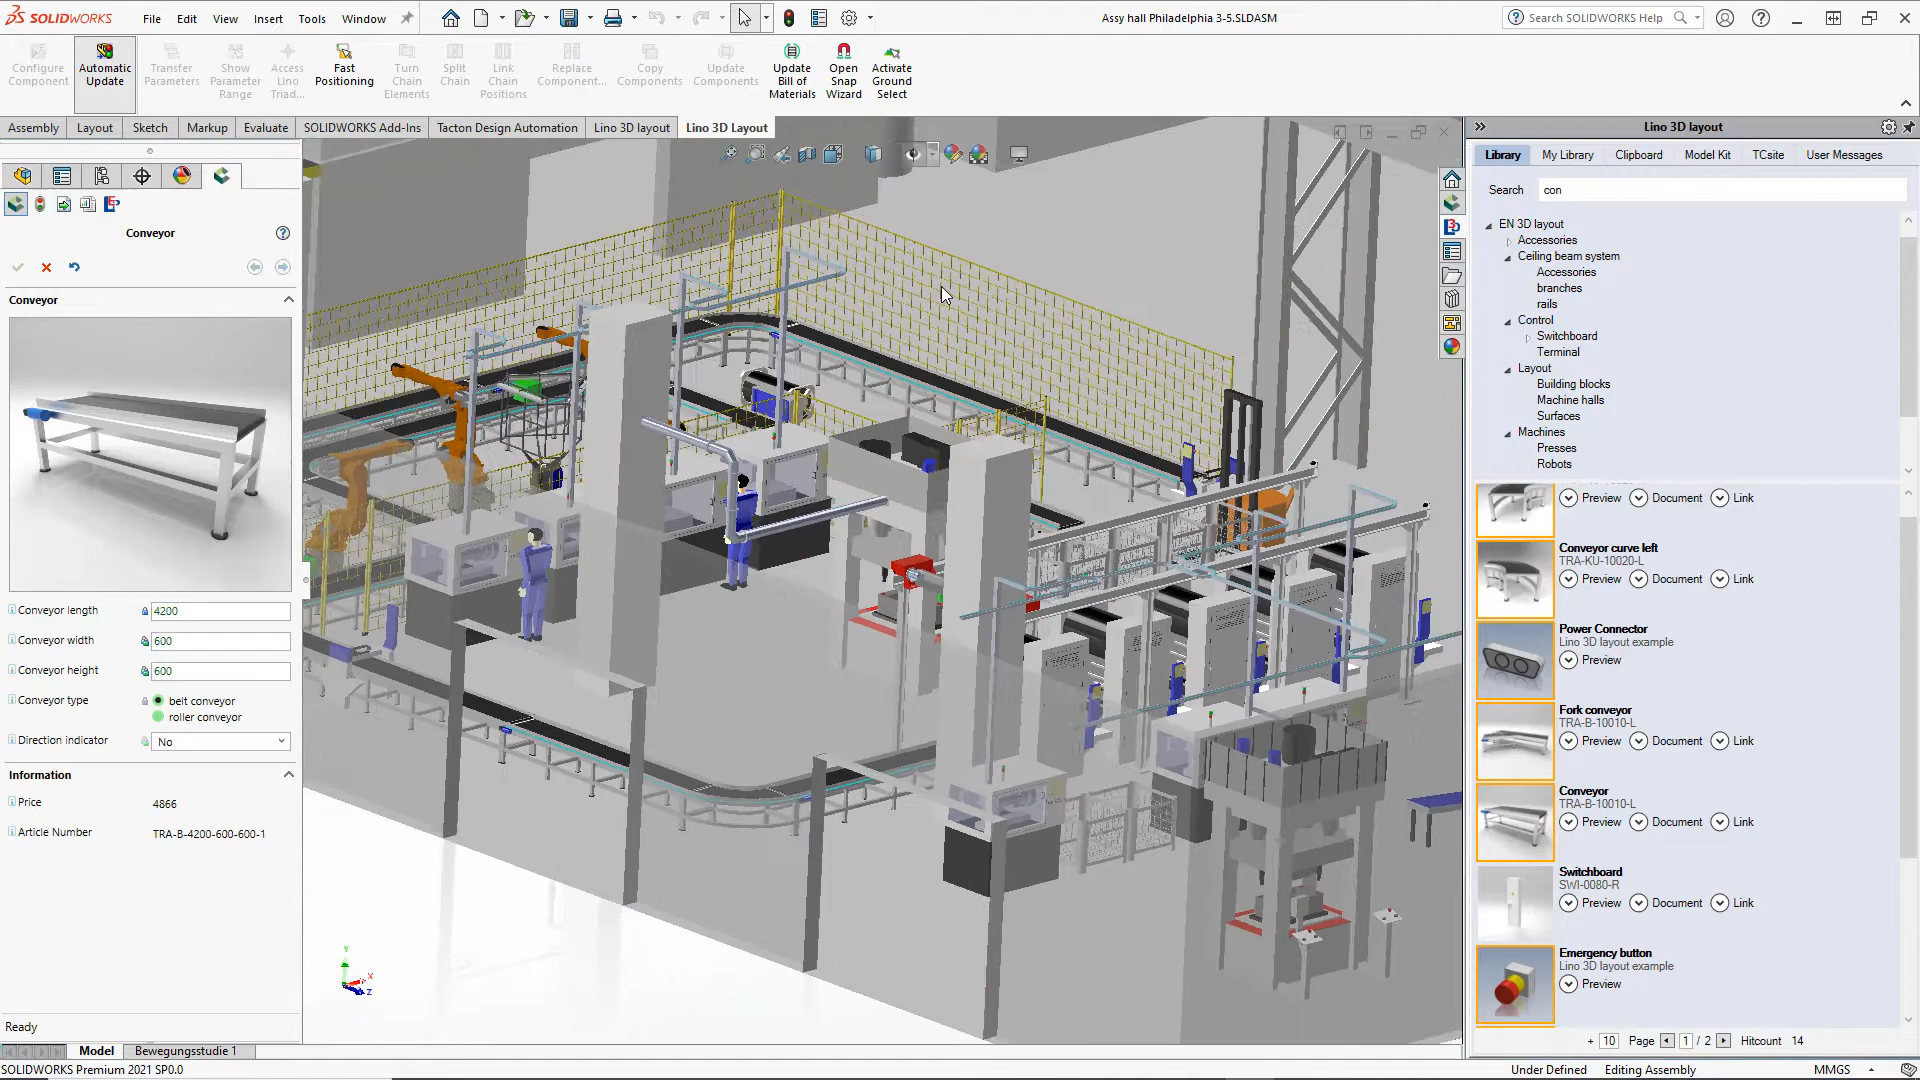 SOLIDWORKS
File Edit View Insert Tools Window
Assy hall Philadelphia 3-5.SLDASM
Search SOLIDWORKS Help
Configure Component
Automatic Update
Transfer Parameters
Show Parameter Range
Access Lino Triad...
Fast Positioning
Turn Chain Elements
Split Chain
Link Chain Positions
Replace Component...
Copy Components
Update Components
Update Bill of Materials
Open Snap Wizard
Activate Ground Select
Assembly Layout Sketch Markup Evaluate SOLIDWORKS Add-Ins Tacton Design Automation Lino 3D layout Lino 3D Layout
Conveyor
Conveyor
Conveyor length 4200
Conveyor width 600
Conveyor height 600
Conveyor type belt conveyor
roller conveyor
Direction indicator No
Information
Price 4866
Article Number TRA-B-4200-600-600-1
Ready
Y
X
Z
Model Bewegungsstudie 1
SOLIDWORKS Premium 2021 SP0.0
Lino 3D layout
Library My Library Clipboard Model Kit TCsite User Messages
Search con
EN 3D layout
Accessories
Ceiling beam system
Accessories
branches
rails
Control
Switchboard
Terminal
Layout
Building blocks
Machine halls
Surfaces
Machines
Presses
Robots
Preview Document Link
Conveyor curve left
TRA-KU-10020-L
Preview Document Link
Power Connector
Lino 3D layout example
Preview
Fork conveyor
TRA-B-10010-L
Preview Document Link
Conveyor
TRA-B-10010-L
Preview Document Link
Switchboard
SWI-0080-R
Preview Document Link
Emergency button
Lino 3D layout example
Preview
+ 10 Page 1 / 2 Hitcount 14
Under Defined Editing Assembly MMGS